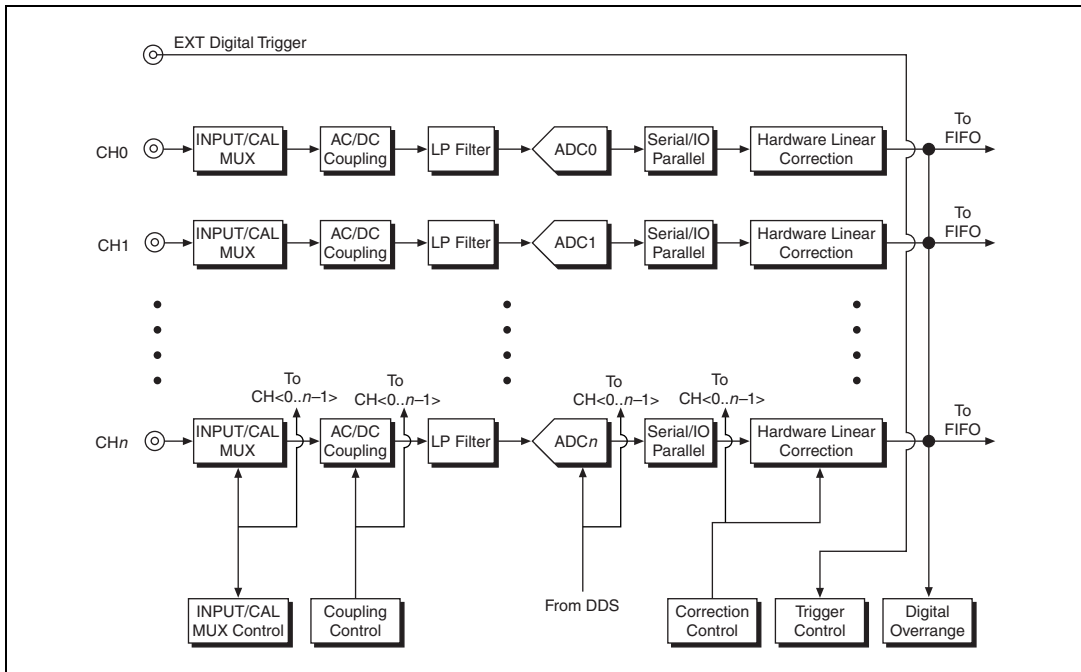 EXT Digital Trigger
CH0
INPUT/CAL
MUX
AC/DC
Coupling
LP Filter
ADC0
Serial/IO
Parallel
Hardware Linear
Correction
To
FIFO
CH1
INPUT/CAL
MUX
AC/DC
Coupling
LP Filter
ADC1
Serial/IO
Parallel
Hardware Linear
Correction
To
FIFO
To
CH<0..n–1>
To
CH<0..n–1>
To
CH<0..n–1>
To
CH<0..n–1>
CHn
INPUT/CAL
MUX
AC/DC
Coupling
LP Filter
ADCn
Serial/IO
Parallel
Hardware Linear
Correction
To
FIFO
INPUT/CAL
MUX Control
Coupling
Control
From DDS
Correction
Control
Trigger
Control
Digital
Overrange